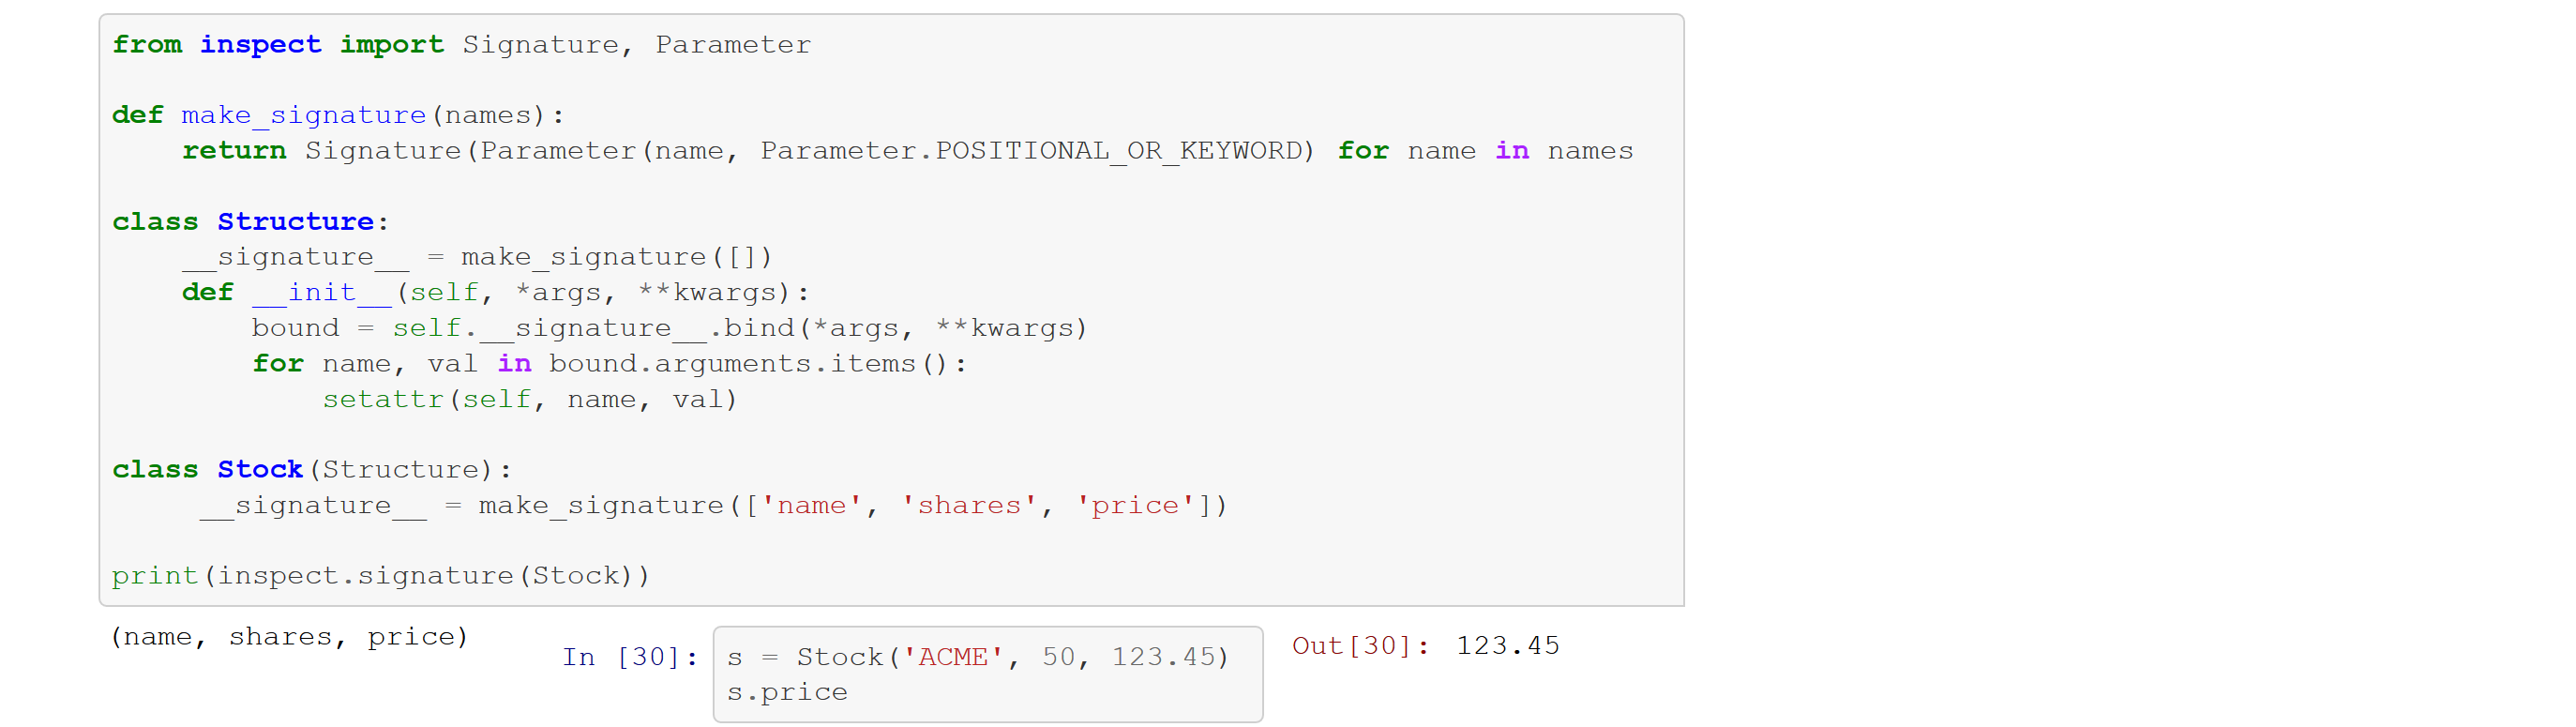 from inspect import Signature, Parameter
def make_signature(names):
    return Signature(Parameter(name, Parameter.POSITIONAL_OR_KEYWORD) for name in names
class Structure:
    __signature__ = make_signature([])
    def __init__(self, *args, **kwargs):
        bound = self.__signature__.bind(*args, **kwargs)
        for name, val in bound.arguments.items():
            setattr(self, name, val)
class Stock(Structure):
     __signature__ = make_signature(['name', 'shares', 'price'])
print(inspect.signature(Stock))
(name, shares, price)
In [30]: s = Stock('ACME', 50, 123.45)
s.price
Out[30]: 123.45